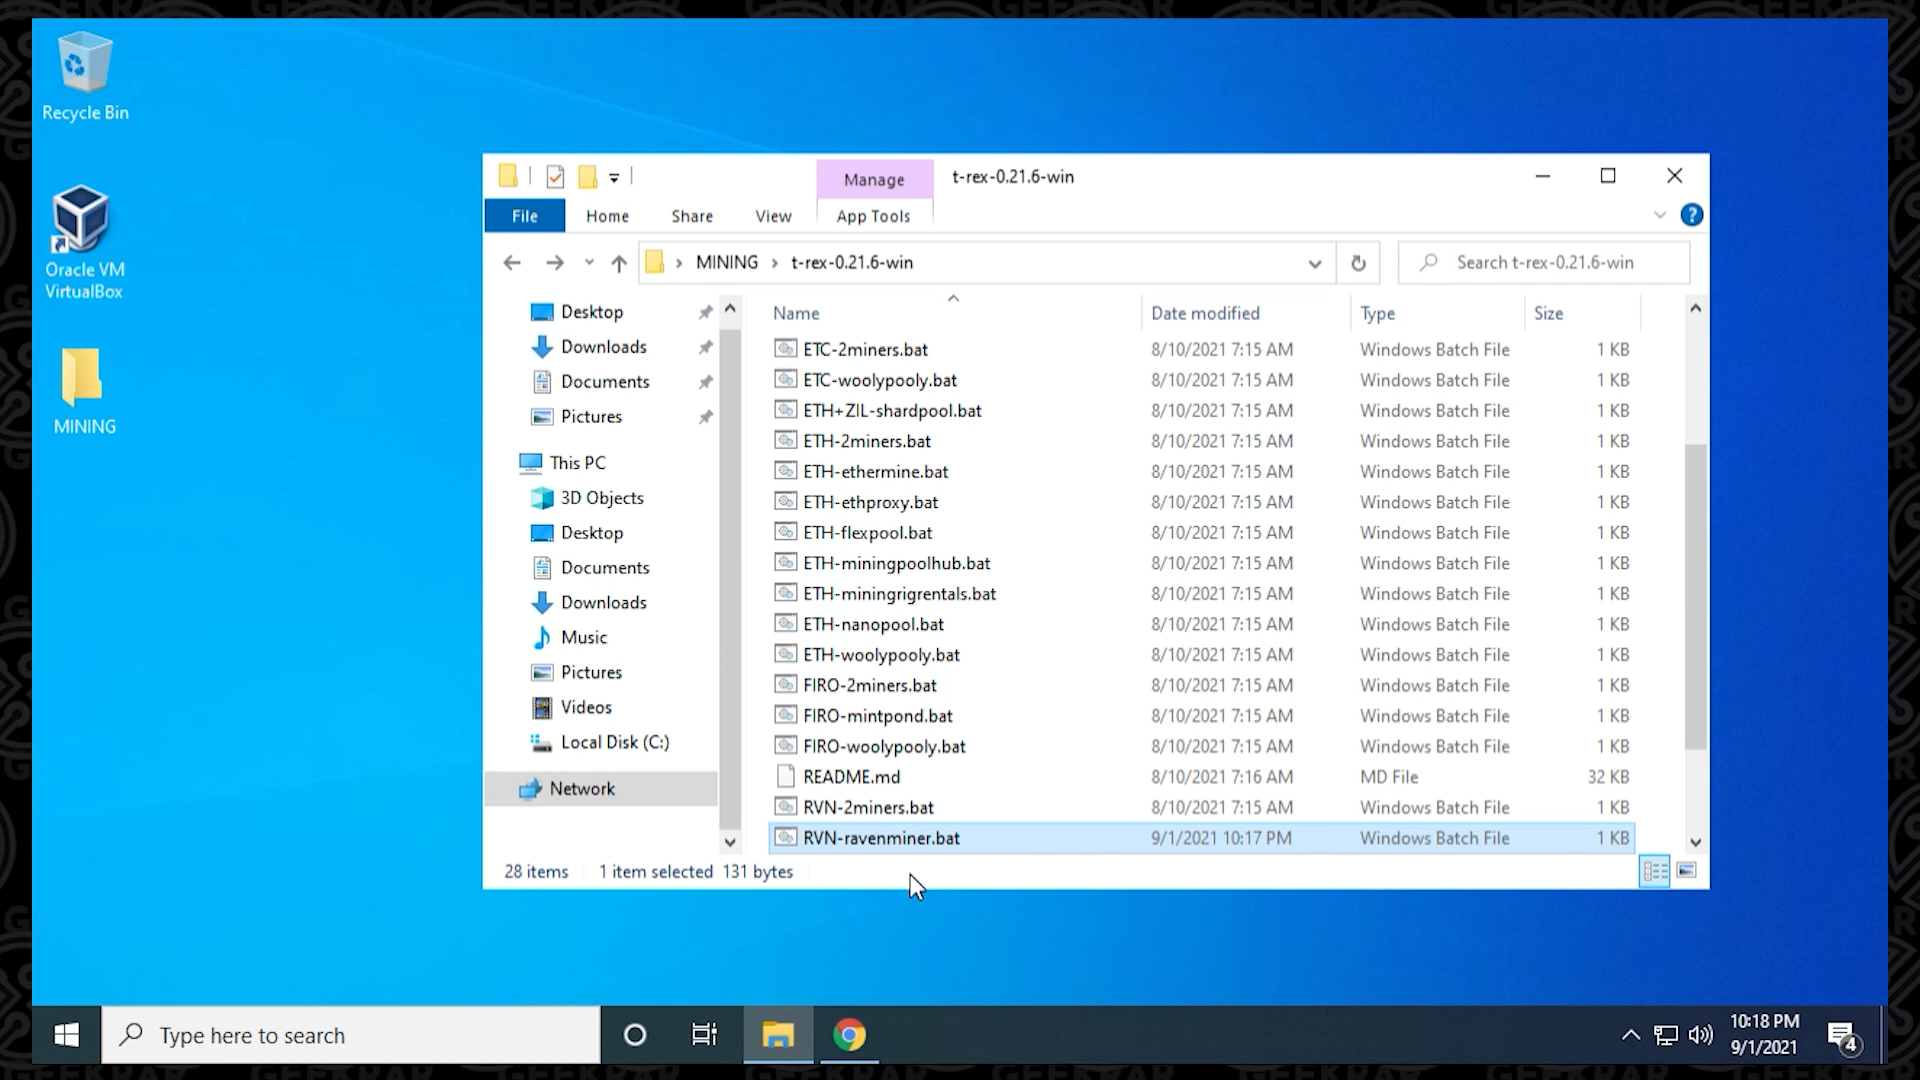 GEEKRAR
Recycle Bin
Oracle VM
VirtualBox
MINING
Manage
t-rex-0.21.6-win
File
Home
Share
View
App Tools
MINING
t-rex-0.21.6-win
Search t-rex-0.21.6-win
Desktop
Downloads
Documents
Pictures
This PC
3D Objects
Desktop
Documents
Downloads
Music
Pictures
Videos
Local Disk (C:)
Network
Name Date modified Type Size
ETC-2miners.bat 8/10/2021 7:15 AM Windows Batch File 1 KB
ETC-woolypooly.bat 8/10/2021 7:15 AM Windows Batch File 1 KB
ETH+ZIL-shardpool.bat 8/10/2021 7:15 AM Windows Batch File 1 KB
ETH-2miners.bat 8/10/2021 7:15 AM Windows Batch File 1 KB
ETH-ethermine.bat 8/10/2021 7:15 AM Windows Batch File 1 KB
ETH-ethproxy.bat 8/10/2021 7:15 AM Windows Batch File 1 KB
ETH-flexpool.bat 8/10/2021 7:15 AM Windows Batch File 1 KB
ETH-miningpoolhub.bat 8/10/2021 7:15 AM Windows Batch File 1 KB
ETH-miningrigrentals.bat 8/10/2021 7:15 AM Windows Batch File 1 KB
ETH-nanopool.bat 8/10/2021 7:15 AM Windows Batch File 1 KB
ETH-woolypooly.bat 8/10/2021 7:15 AM Windows Batch File 1 KB
FIRO-2miners.bat 8/10/2021 7:15 AM Windows Batch File 1 KB
FIRO-mintpond.bat 8/10/2021 7:15 AM Windows Batch File 1 KB
FIRO-woolypooly.bat 8/10/2021 7:15 AM Windows Batch File 1 KB
README.md 8/10/2021 7:16 AM MD File 32 KB
RVN-2miners.bat 8/10/2021 7:15 AM Windows Batch File 1 KB
RVN-ravenminer.bat 9/1/2021 10:17 PM Windows Batch File 1 KB
28 items 1 item selected 131 bytes
Type here to search
10:18 PM
9/1/2021
4